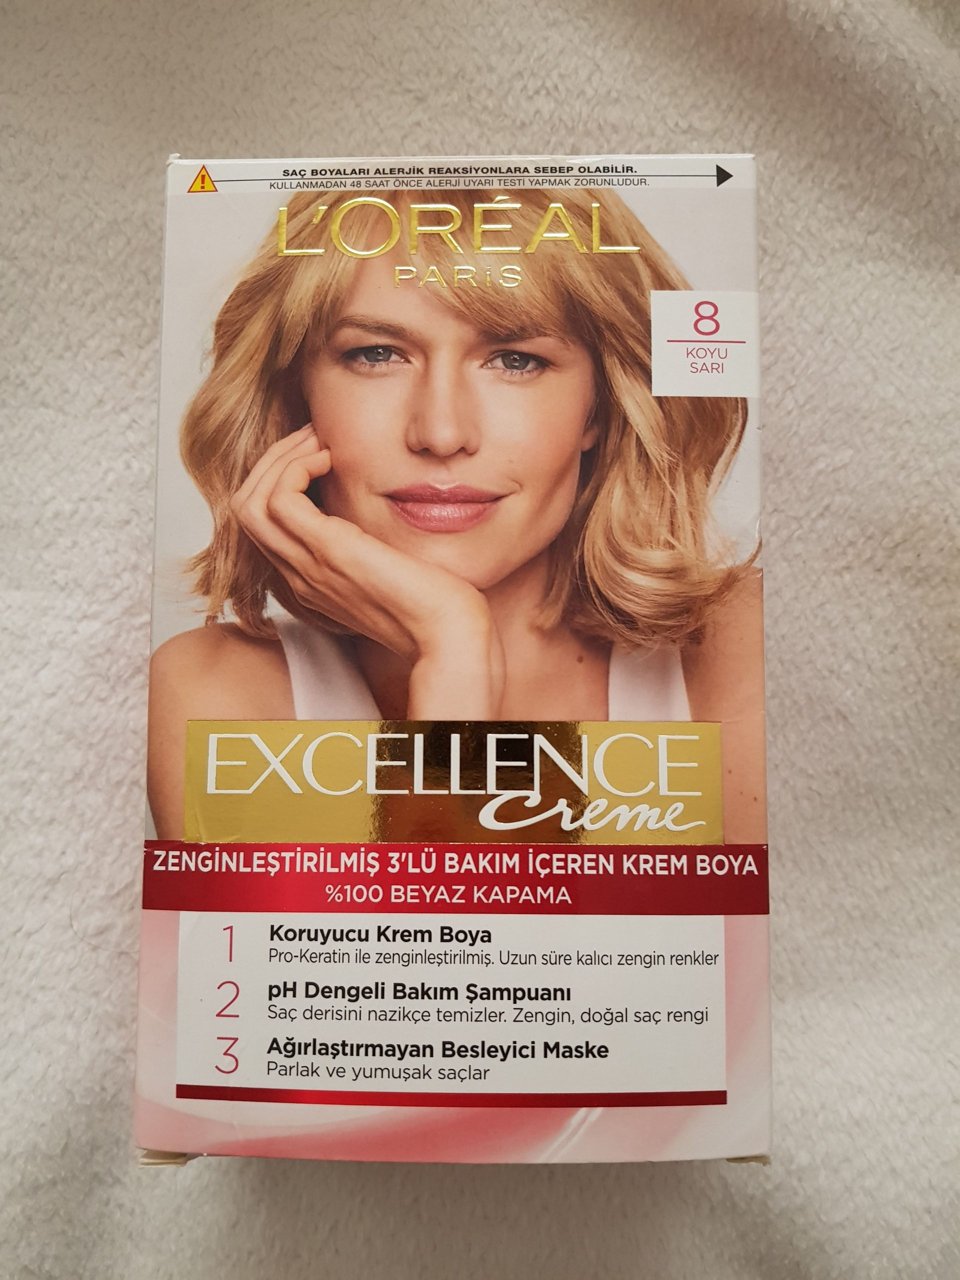 SAÇ BOYALARI ALERJİK REAKSİYONLARA SEBEP OLABİLİR.
KULLANMADAN 48 SAAT ÖNCE ALERJİ UYARI TESTİ YAPMAK ZORUNLUDUR.
L'ORÉAL
PARiS
8
KOYU
SARI
EXCELLENCE
Creme
ZENGİNLEŞTİRİLMİŞ 3'LÜ BAKIM İÇEREN KREM BOYA
%100 BEYAZ KAPAMA
1 Koruyucu Krem Boya
Pro-Keratin ile zenginleştirilmiş. Uzun süre kalıcı zengin renkler
2 pH Dengeli Bakım Şampuanı
Saç derisini nazikçe temizler. Zengin, doğal saç rengi
3 Ağırlaştırmayan Besleyici Maske
Parlak ve yumuşak saçlar